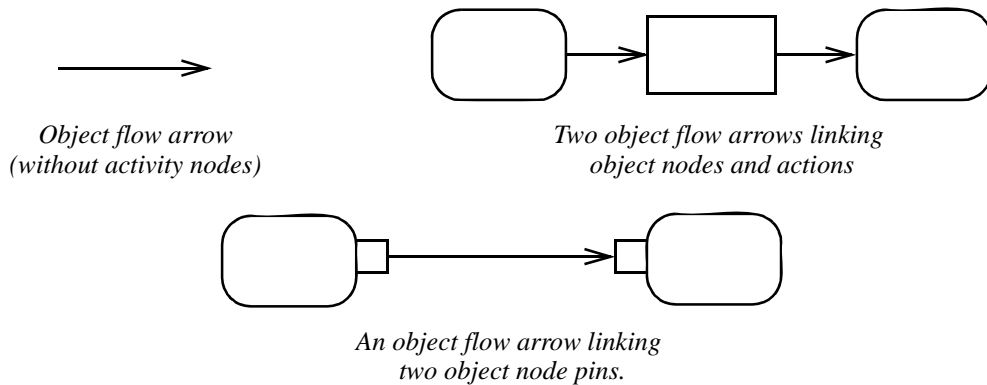 Object flow arrow
(without activity nodes)
Two object flow arrows linking
object nodes and actions
An object flow arrow linking
two object node pins.